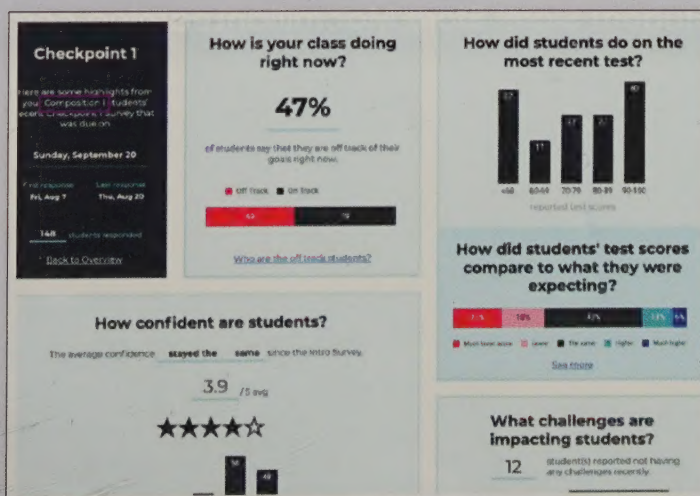 Checkpoint 1
Here are some highlights from
your Composition I students'
recent Checkpoint 1 Survey that
was due on
Sunday, September 20
First response Last response
Fri, Aug 7 Thu, Aug 20
148 students responded
Back to Overview
How is your class doing
right now?
47%
of students say that they are off track of their
goals right now.
Off Track On Track
Who are the off track students?
How did students do on the
most recent test?
11
<60 60-69 70-79 80-89 90-100
reported test scores
How did students' test scores
compare to what they were
expecting?
Much lower Lower The same Higher Much higher
See more
How confident are students?
The average confidence stayed the same since the Intro Survey.
3.9 /5 avg
What challenges are
impacting students?
12 student(s) reported not having
any challenges recently.